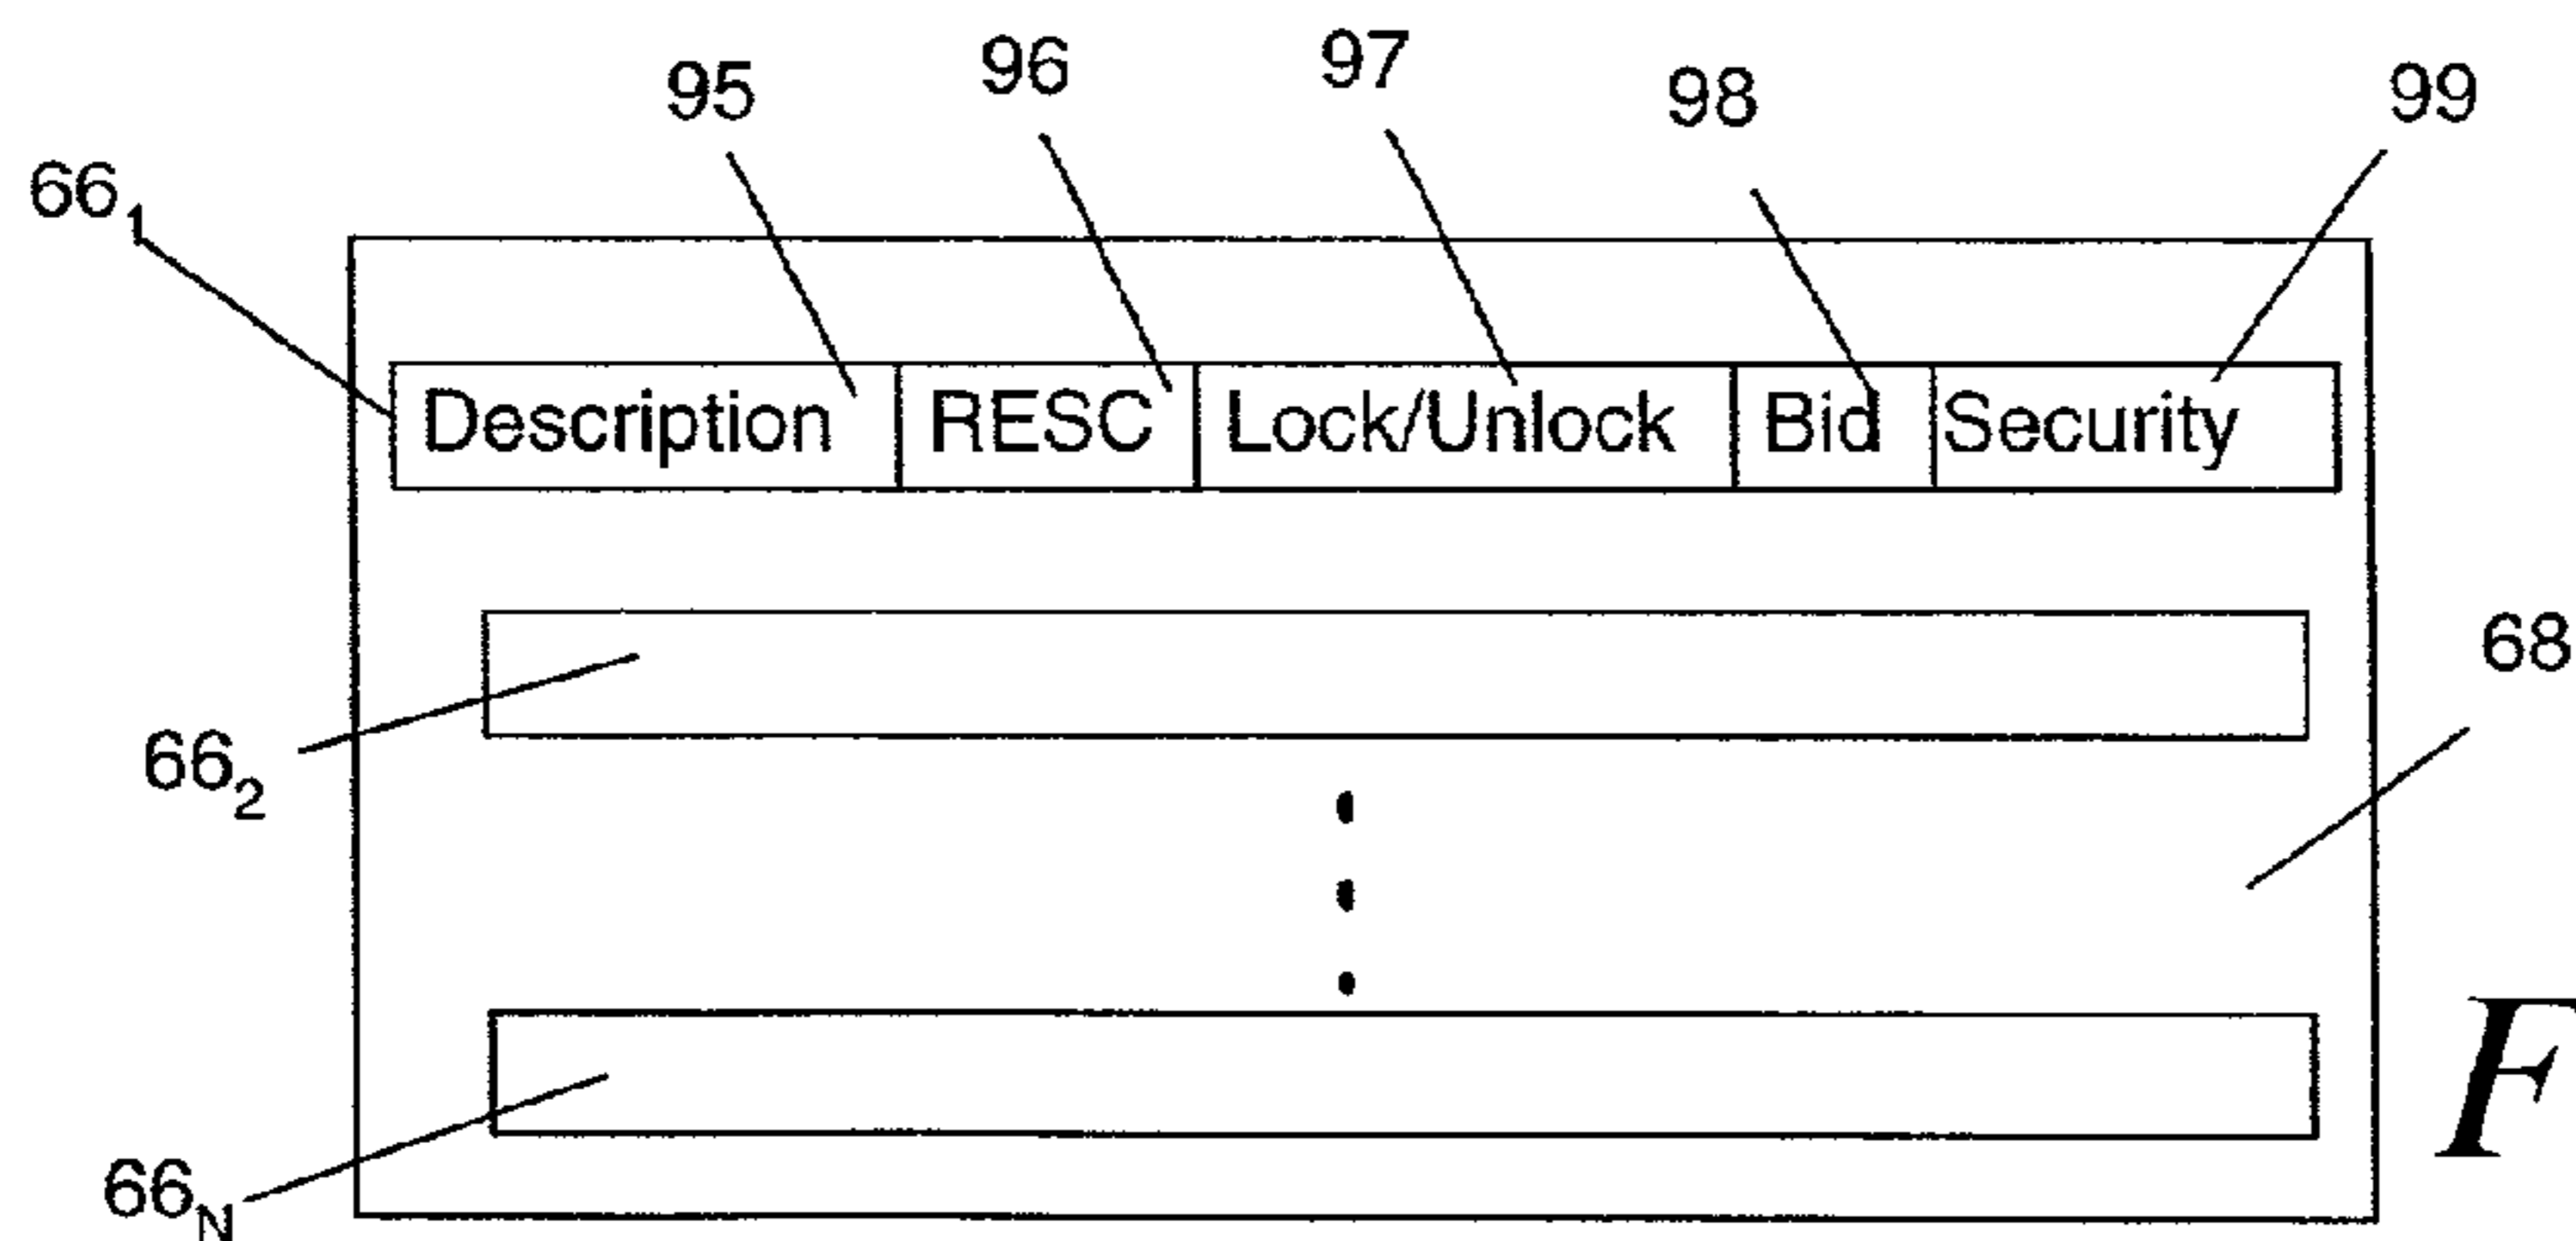 95 96 97 98 99
66₁
Description RESC Lock/Unlock Bid Security
68
66₂
F
66N